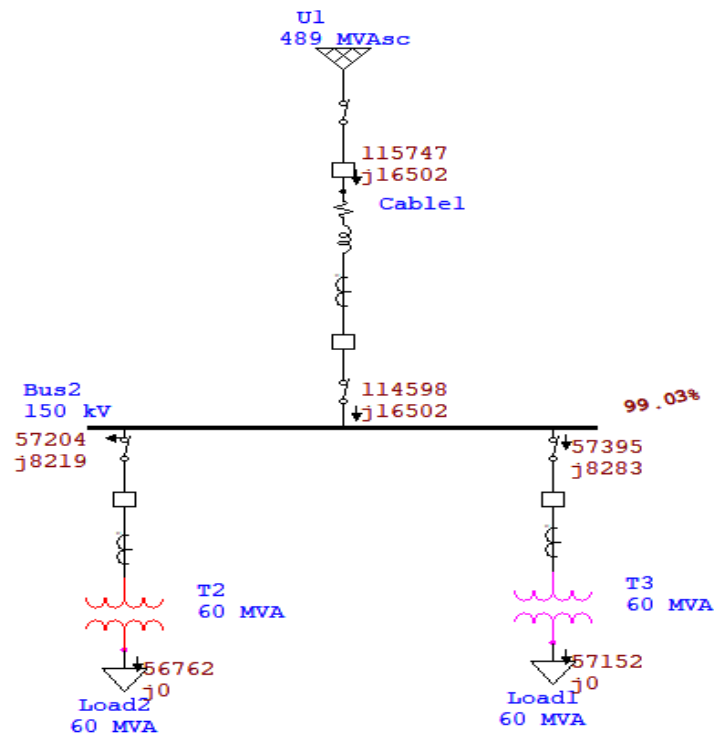 U1
489 MVAsc
115747
j16502
Cable1
114598
j16502
Bus2
150 kV
99.03%
57204
j8219
57395
j8283
T2
60 MVA
T3
60 MVA
56762
j0
Load2
60 MVA
57152
j0
Load1
60 MVA